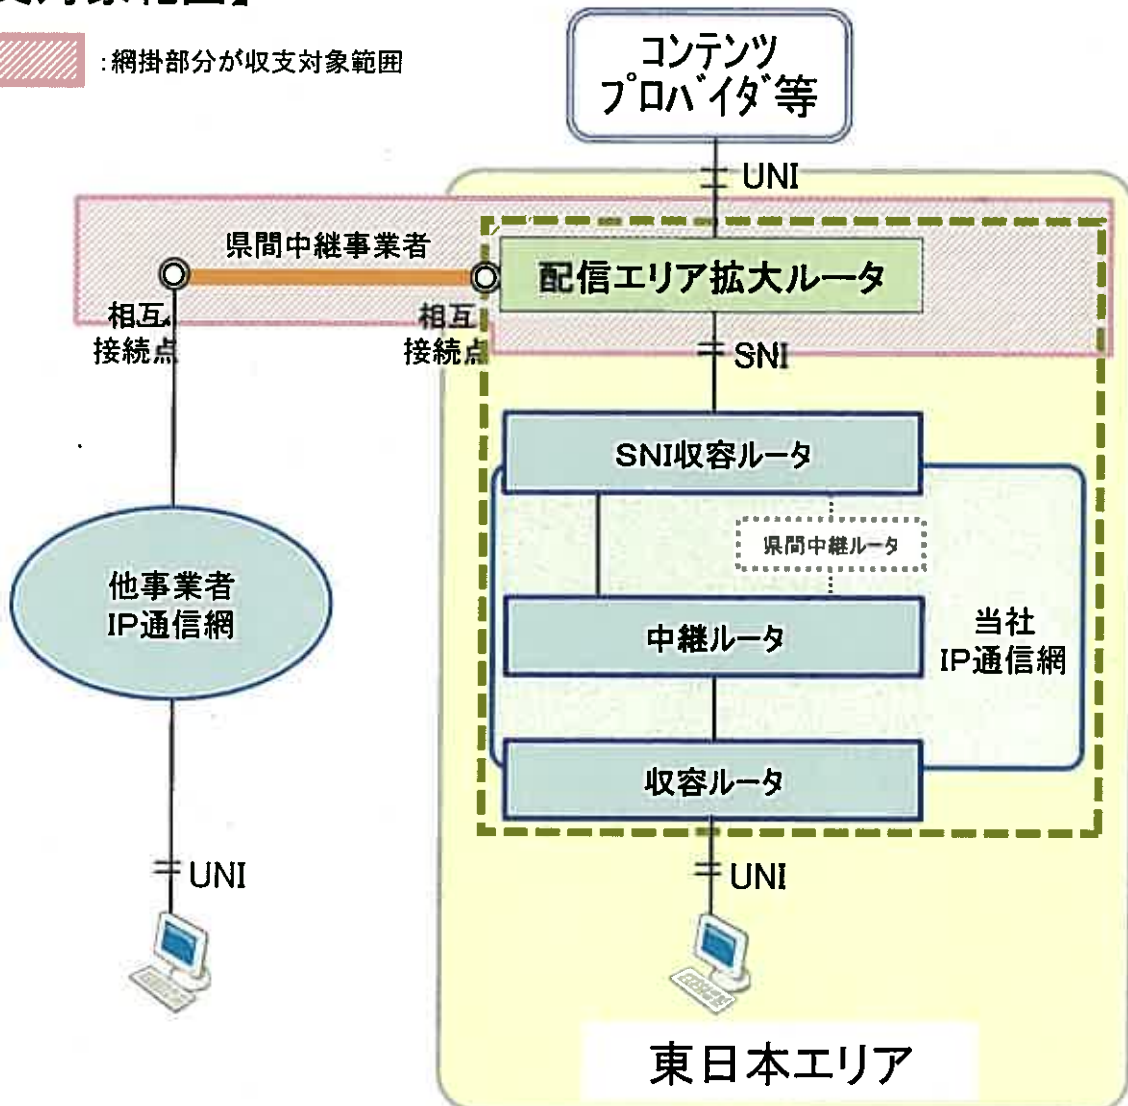 :網掛部分が収支対象範囲
コンテンツ
プロバイダ等
UNI
県間中継事業者
配信エリア拡大ルータ
相互
接続点
相互
接続点
SNI
SNI収容ルータ
県間中継ルータ
他事業者
IP通信網
中継ルータ
当社
IP通信網
収容ルータ
UNI
UNI
東日本エリア